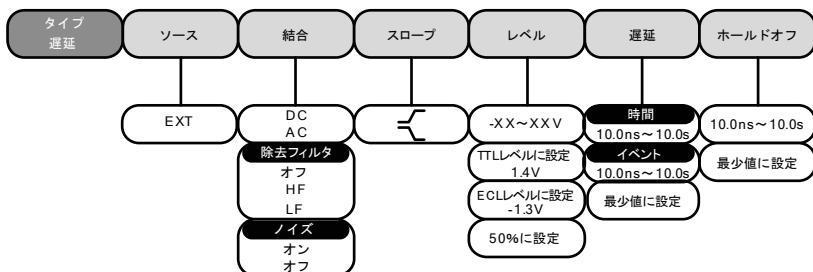 タイプ
遅延
ソース
結合
スロープ
レベル
遅延
ホールドオフ
EXT
DC
AC
除去フィルタ
オフ
HF
LF
ノイズ
オン
オフ
-XX～XXV
TTLレベルに設定
1.4V
ECLレベルに設定
-1.3V
50%に設定
時間
10.0ns～10.0s
イベント
10.0ns～10.0s
最少値に設定
10.0ns～10.0s
最少値に設定